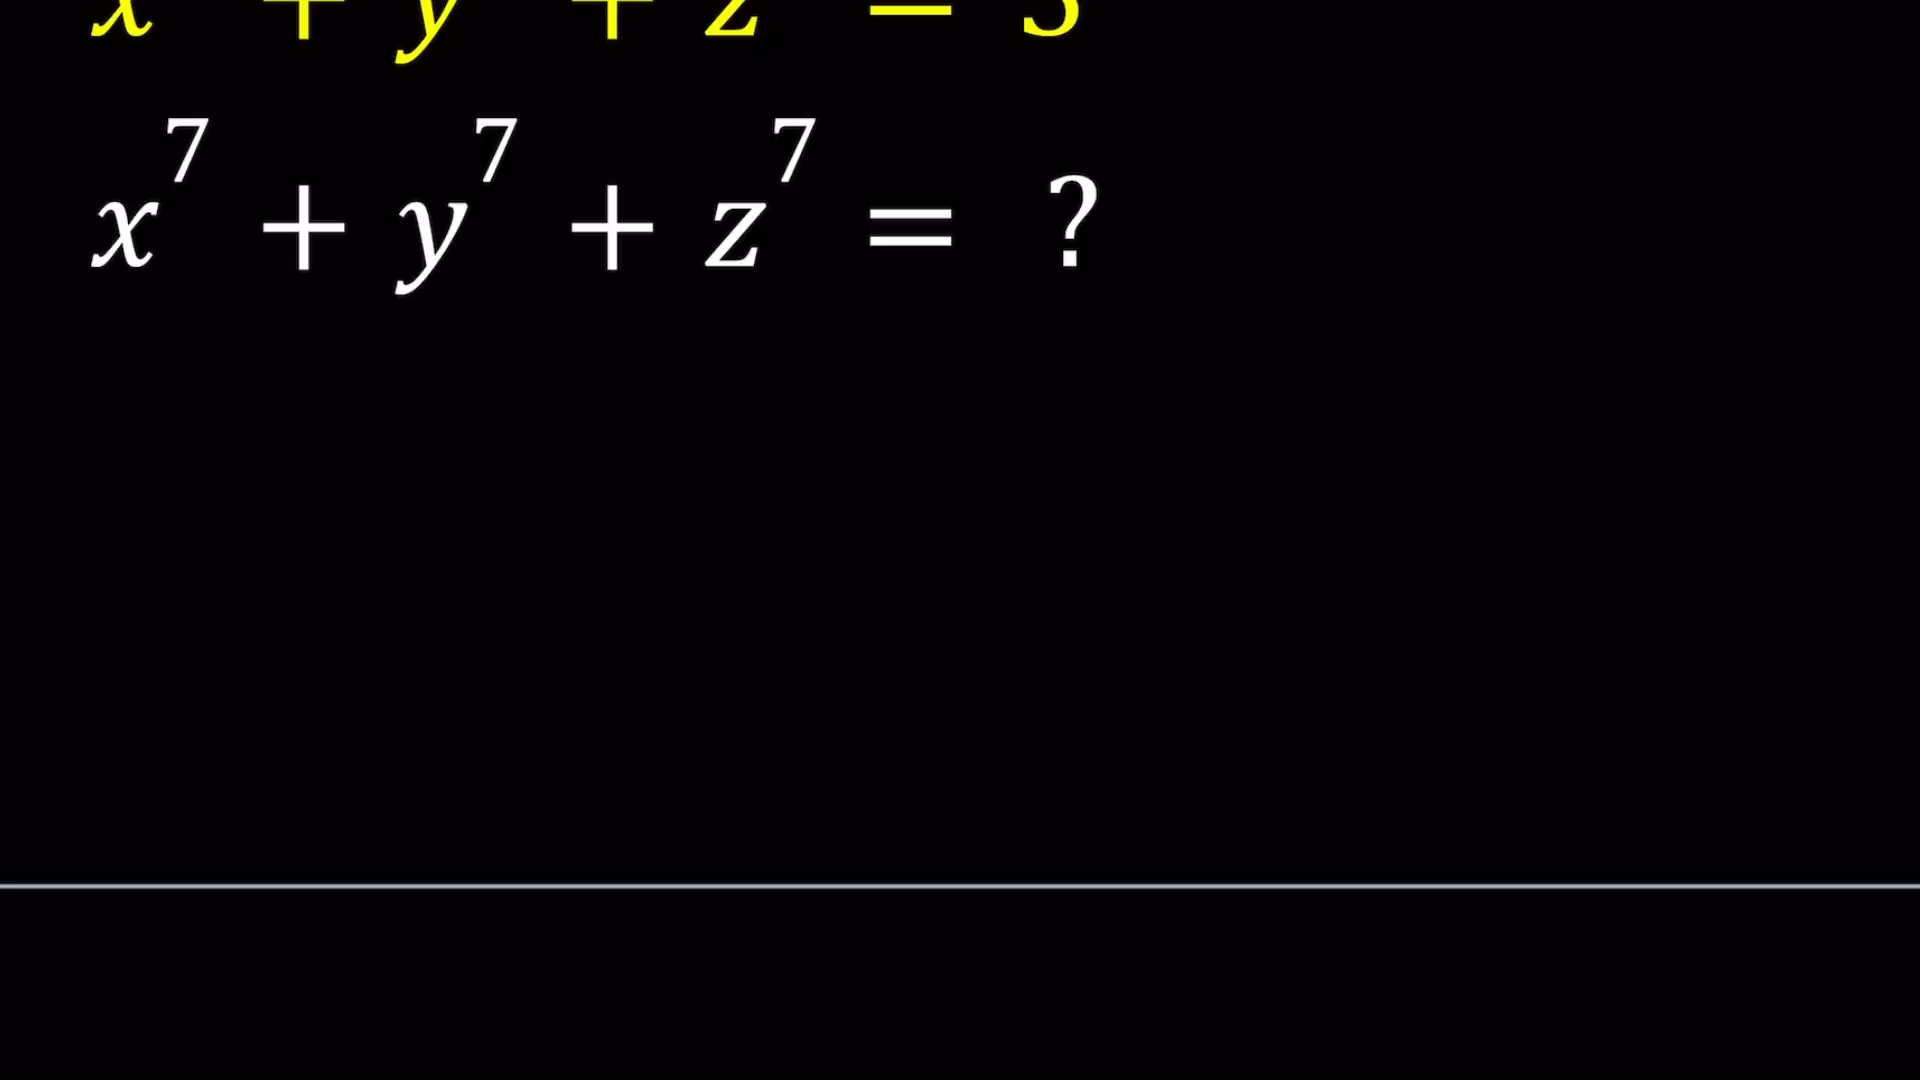 x + y + z =
x⁷ + y⁷ + z⁷ = ?